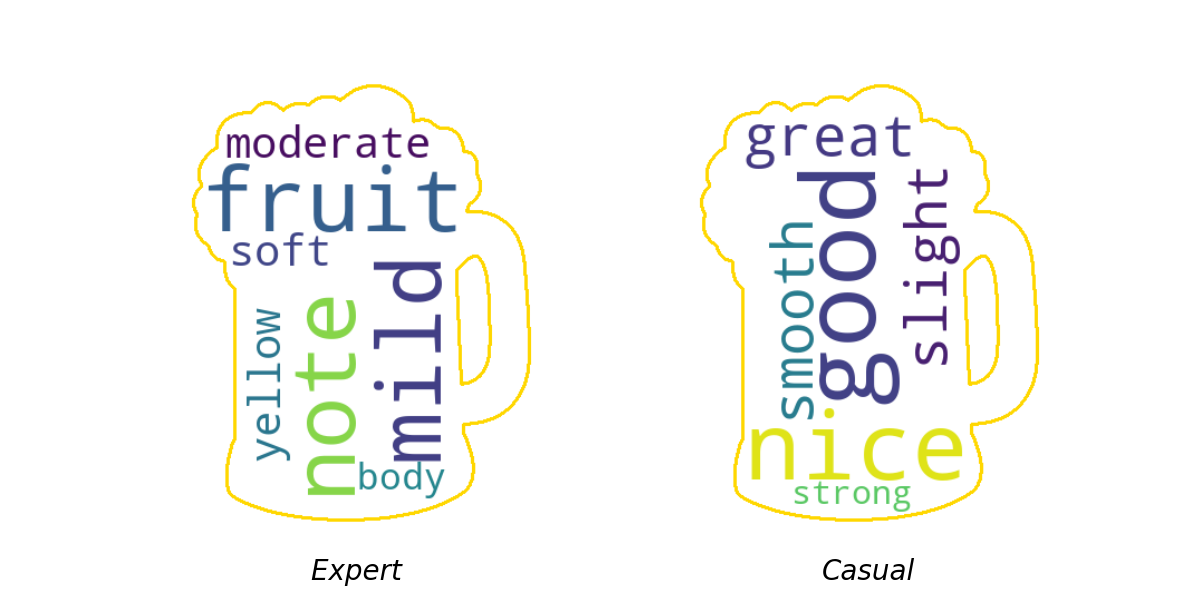 moderate
fruit
soft
yellow
note
mild
body
Expert
great
good
smooth
slight
nice
strong
Casual